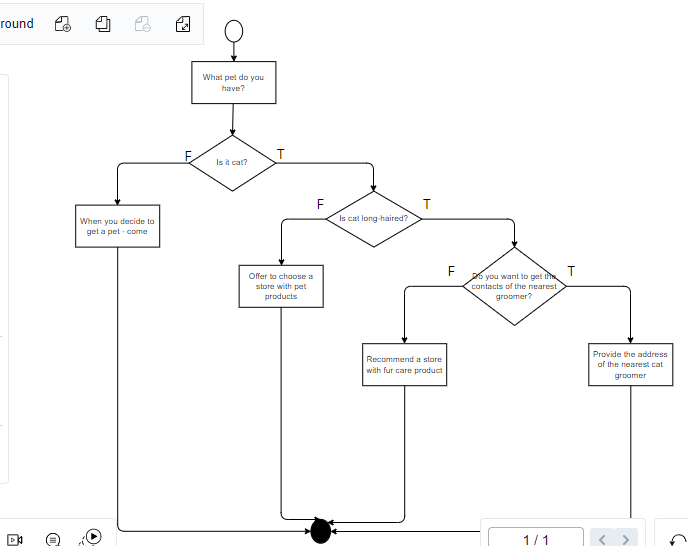 round
What pet do you
have?
F
Is it cat?
T
When you decide to
get a pet - come
F
Is cat long-haired?
T
Offer to choose a
store with pet
products
F
Do you want to get the
contacts of the nearest
groomer?
T
Recommend a store
with fur care product
Provide the address
of the nearest cat
groomer
1 / 1